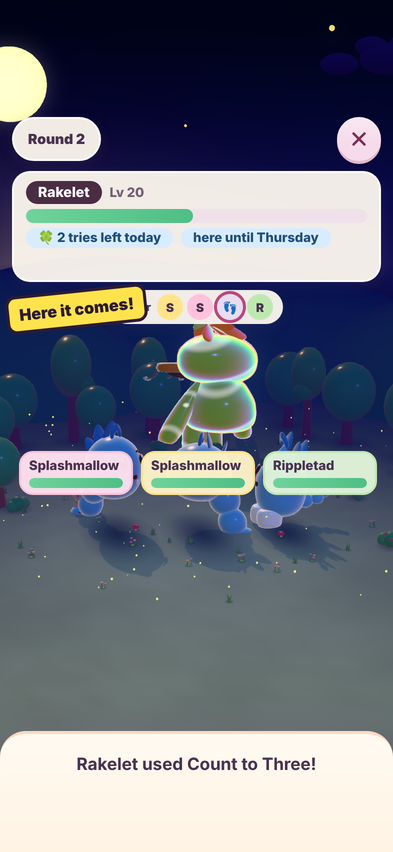 Round 2
Rakelet Lv 20
🍀 2 tries left today here until Thursday
Here it comes! S S 👣 R
Splashmallow Splashmallow Rippletad
Rakelet used Count to Three!